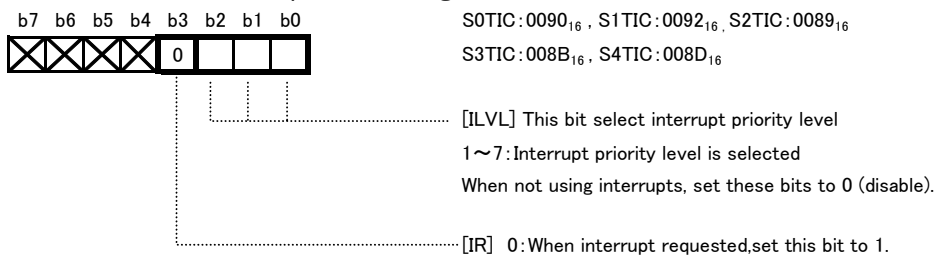 b7 b6 b5 b4 b3 b2 b1 b0 S0TIC:0090₁₆ , S1TIC:0092₁₆ , S2TIC:0089₁₆
0 S3TIC:008B₁₆ , S4TIC:008D₁₆
[ILVL] This bit select interrupt priority level
1～7:Interrupt priority level is selected
When not using interrupts, set these bits to 0 (disable).
[IR] 0:When interrupt requested,set this bit to 1.